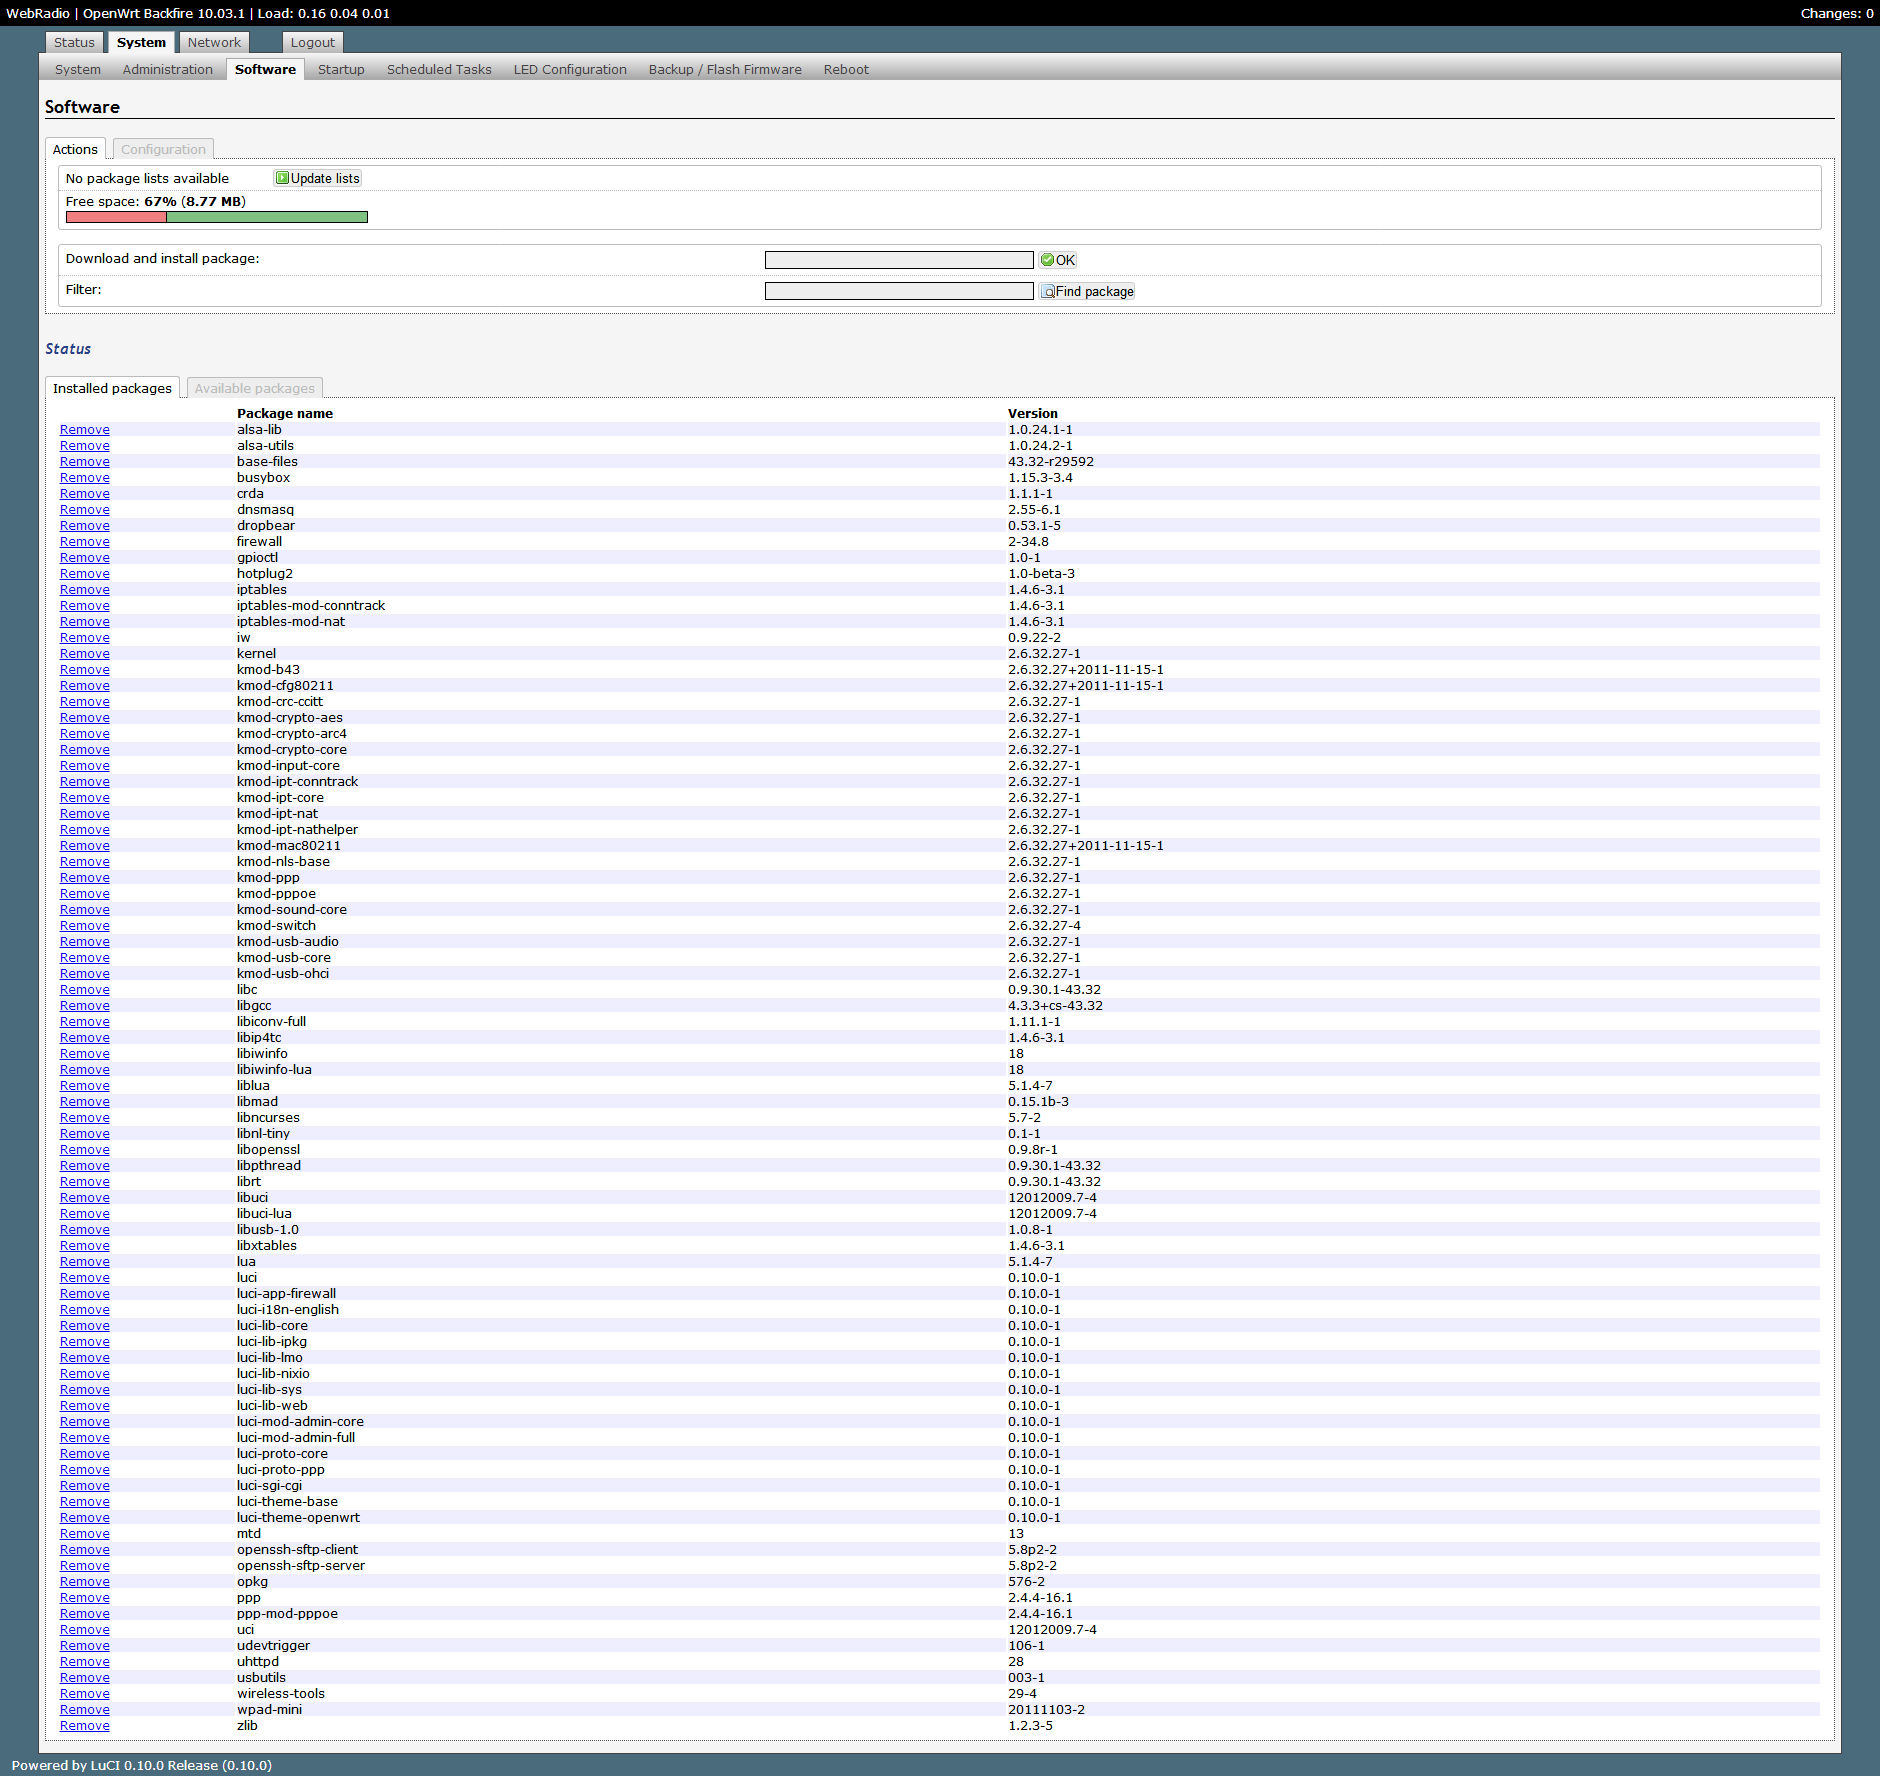 WebRadio | OpenWrt Backfire 10.03.1 | Load: 0.16 0.04 0.01 Changes: 0
Status System Network Logout
System Administration Software Startup Scheduled Tasks LED Configuration Backup / Flash Firmware Reboot
Software
Actions Configuration
No package lists available Update lists
Free space: 67% (8.77 MB)
Download and install package: OK
Filter: Find package
Status
Installed packages Available packages
Package name Version
Remove alsa-lib 1.0.24.1-1
Remove alsa-utils 1.0.24.2-1
Remove base-files 43.32-r29592
Remove busybox 1.15.3-3.4
Remove crda 1.1.1-1
Remove dnsmasq 2.55-6.1
Remove dropbear 0.53.1-5
Remove firewall 2-34.8
Remove gpioctl 1.0-1
Remove hotplug2 1.0-beta-3
Remove iptables 1.4.6-3.1
Remove iptables-mod-conntrack 1.4.6-3.1
Remove iptables-mod-nat 1.4.6-3.1
Remove iw 0.9.22-2
Remove kernel 2.6.32.27-1
Remove kmod-b43 2.6.32.27+2011-11-15-1
Remove kmod-cfg80211 2.6.32.27+2011-11-15-1
Remove kmod-crc-ccitt 2.6.32.27-1
Remove kmod-crypto-aes 2.6.32.27-1
Remove kmod-crypto-arc4 2.6.32.27-1
Remove kmod-crypto-core 2.6.32.27-1
Remove kmod-input-core 2.6.32.27-1
Remove kmod-ipt-conntrack 2.6.32.27-1
Remove kmod-ipt-core 2.6.32.27-1
Remove kmod-ipt-nat 2.6.32.27-1
Remove kmod-ipt-nathelper 2.6.32.27-1
Remove kmod-mac80211 2.6.32.27+2011-11-15-1
Remove kmod-nls-base 2.6.32.27-1
Remove kmod-ppp 2.6.32.27-1
Remove kmod-pppoe 2.6.32.27-1
Remove kmod-sound-core 2.6.32.27-1
Remove kmod-switch 2.6.32.27-4
Remove kmod-usb-audio 2.6.32.27-1
Remove kmod-usb-core 2.6.32.27-1
Remove kmod-usb-ohci 2.6.32.27-1
Remove libc 0.9.30.1-43.32
Remove libgcc 4.3.3+cs-43.32
Remove libiconv-full 1.11.1-1
Remove libip4tc 1.4.6-3.1
Remove libiwinfo 18
Remove libiwinfo-lua 18
Remove liblua 5.1.4-7
Remove libmad 0.15.1b-3
Remove libncurses 5.7-2
Remove libnl-tiny 0.1-1
Remove libopenssl 0.9.8r-1
Remove libpthread 0.9.30.1-43.32
Remove librt 0.9.30.1-43.32
Remove libuci 12012009.7-4
Remove libuci-lua 12012009.7-4
Remove libusb-1.0 1.0.8-1
Remove libxtables 1.4.6-3.1
Remove lua 5.1.4-7
Remove luci 0.10.0-1
Remove luci-app-firewall 0.10.0-1
Remove luci-i18n-english 0.10.0-1
Remove luci-lib-core 0.10.0-1
Remove luci-lib-ipkg 0.10.0-1
Remove luci-lib-lmo 0.10.0-1
Remove luci-lib-nixio 0.10.0-1
Remove luci-lib-sys 0.10.0-1
Remove luci-lib-web 0.10.0-1
Remove luci-mod-admin-core 0.10.0-1
Remove luci-mod-admin-full 0.10.0-1
Remove luci-proto-core 0.10.0-1
Remove luci-proto-ppp 0.10.0-1
Remove luci-sgi-cgi 0.10.0-1
Remove luci-theme-base 0.10.0-1
Remove luci-theme-openwrt 0.10.0-1
Remove mtd 13
Remove openssh-sftp-client 5.8p2-2
Remove openssh-sftp-server 5.8p2-2
Remove opkg 576-2
Remove ppp 2.4.4-16.1
Remove ppp-mod-pppoe 2.4.4-16.1
Remove uci 12012009.7-4
Remove udevtrigger 106-1
Remove uhttpd 28
Remove usbutils 003-1
Remove wireless-tools 29-4
Remove wpad-mini 20111103-2
Remove zlib 1.2.3-5
Powered by LuCI 0.10.0 Release (0.10.0)